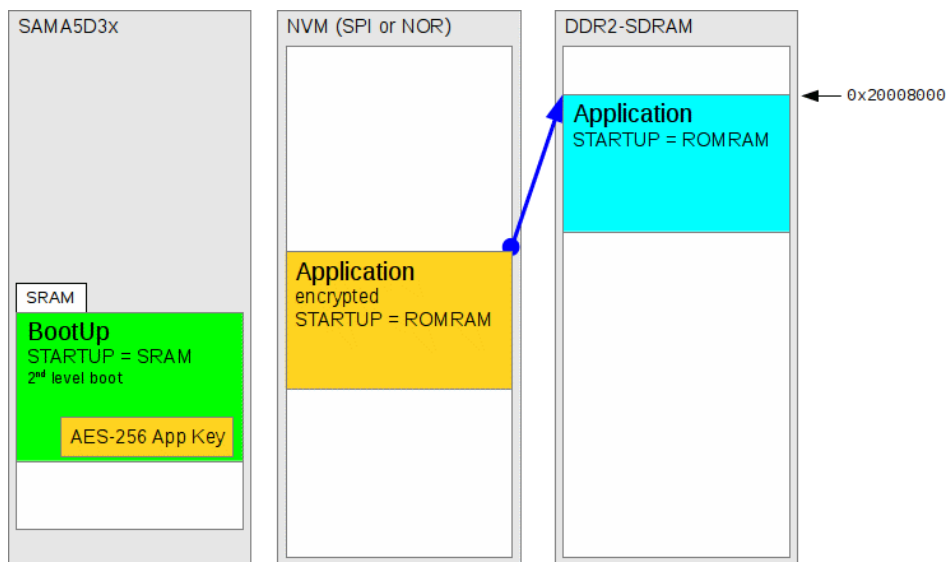 SAMA5D3x
SRAM
BootUp
STARTUP = SRAM
2nd level boot
AES-256 App Key
NVM (SPI or NOR)
Application
encrypted
STARTUP = ROMRAM
DDR2-SDRAM
Application
STARTUP = ROMRAM
0x20008000